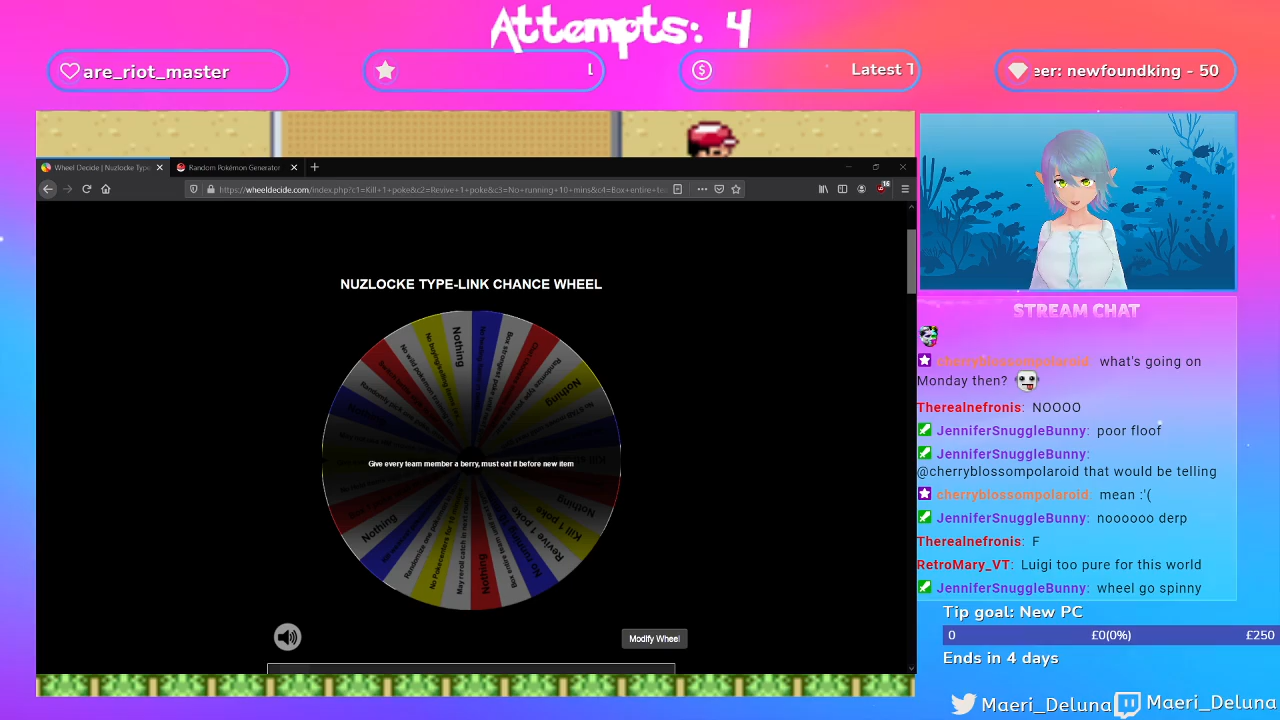 Attempts: 4
are_riot_master
l
Latest T
eer: newfoundking - 50
Wheel Decide | Nuzlocke Type
Random Pokémon Generator
https://wheeldecide.com/index.php?c1=Kill+1+poke&c2=Revive+1+poke&c3=No+running+10+mins&c4=Box+entire+te
16
NUZLOCKE TYPE-LINK CHANCE WHEEL
Nothing
Nothing
Nothing
Kill 1 poke
Revive 1 poke
Nothing
Nothing
Nothing
Give every team member a berry, must eat it before new item
Modify Wheel
STREAM CHAT
cherryblossompolaroid: what's going on
Monday then?
Therealnefronis: NOOOO
JenniferSnuggleBunny: poor floof
JenniferSnuggleBunny:
@cherryblossompolaroid that would be telling
cherryblossompolaroid: mean :'(
JenniferSnuggleBunny: noooooo derp
Therealnefronis: F
RetroMary_VT: Luigi too pure for this world
JenniferSnuggleBunny: wheel go spinny
Tip goal: New PC
0 £0(0%) £250
Ends in 4 days
Maeri_Deluna Maeri_Deluna